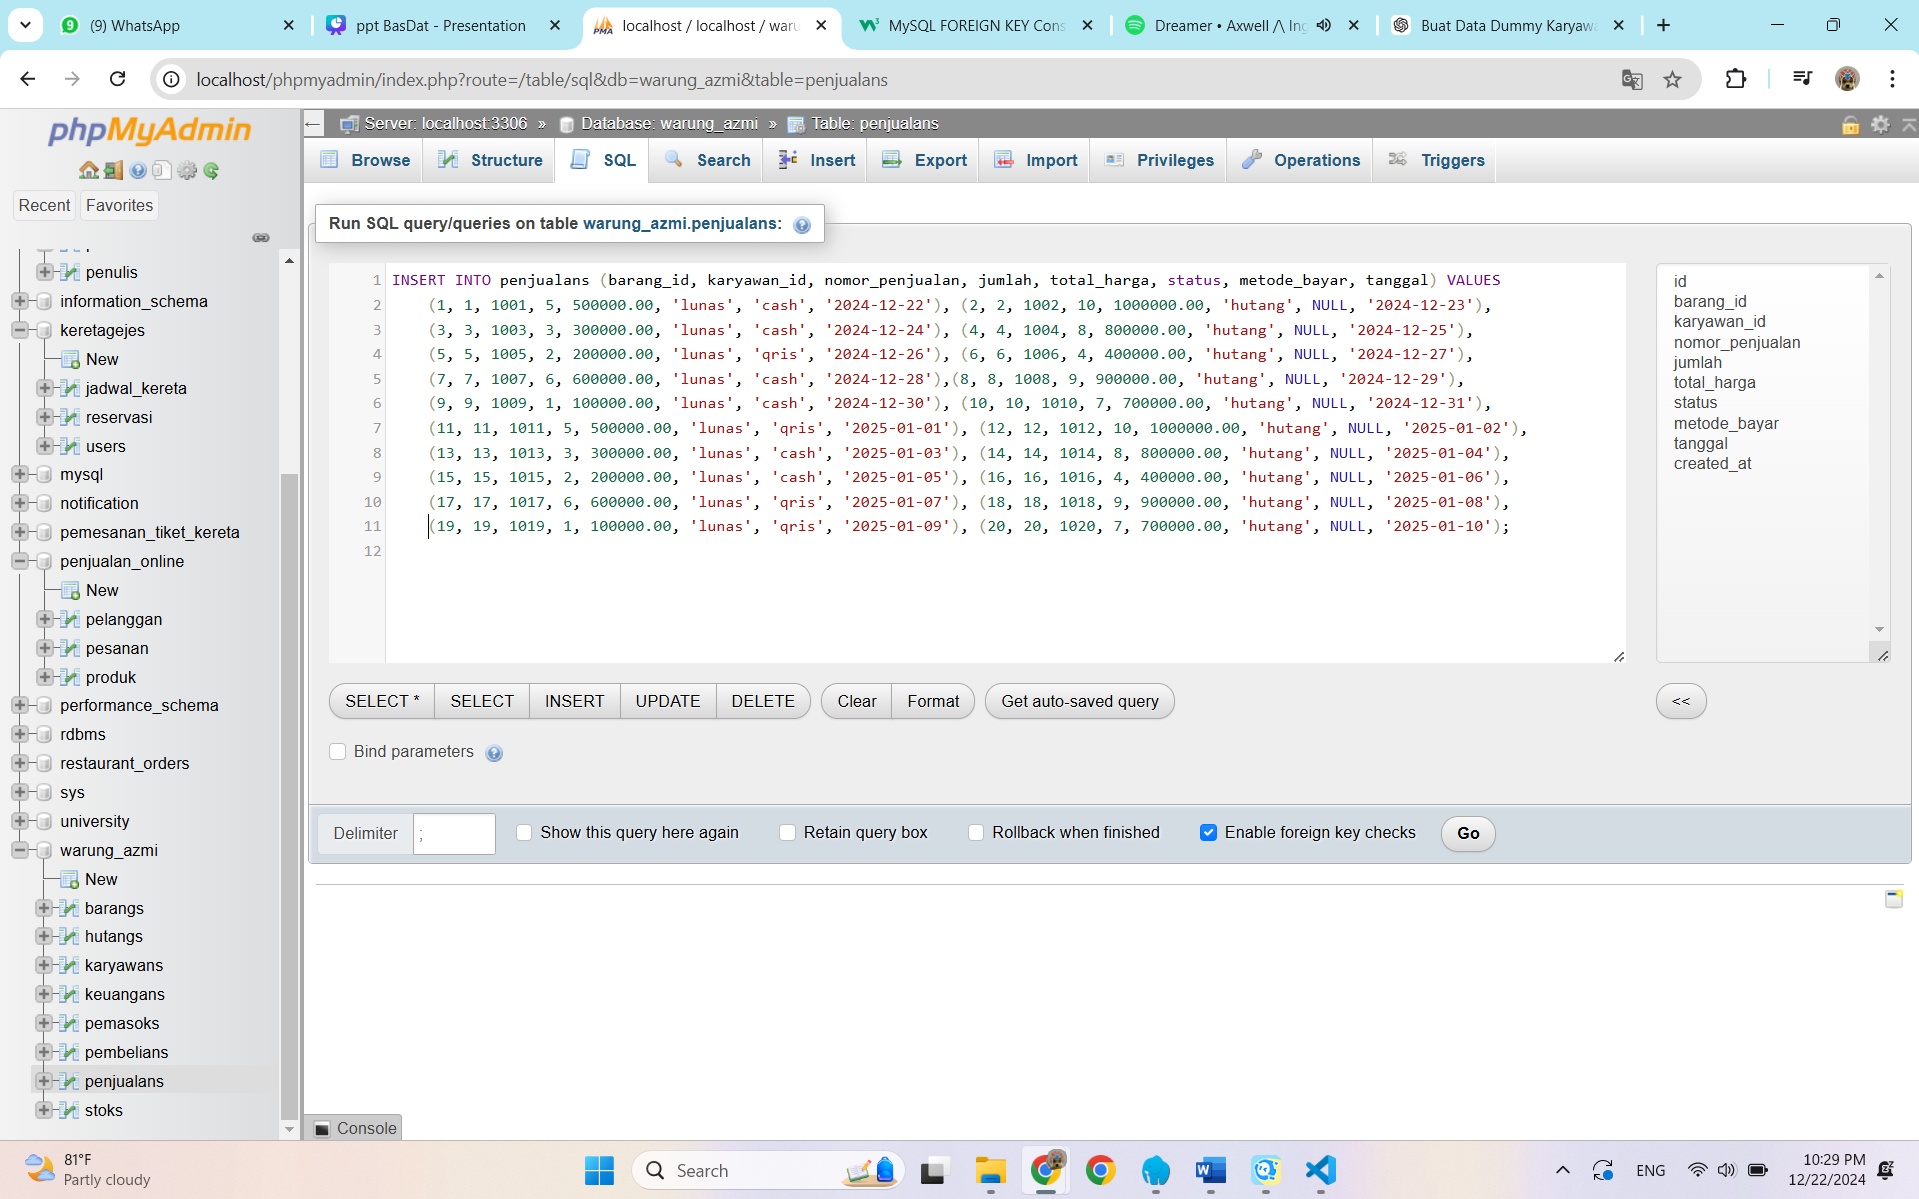 (9) WhatsApp
ppt BasDat - Presentation
localhost / localhost / waru
MySQL FOREIGN KEY Cons
Dreamer • Axwell /\ Ing
Buat Data Dummy Karyaw
localhost/phpmyadmin/index.php?route=/table/sql&db=warung_azmi&table=penjualans
phpMyAdmin
Recent
Favorites
penulis
information_schema
keretagejes
New
jadwal_kereta
reservasi
users
mysql
notification
pemesanan_tiket_kereta
penjualan_online
New
pelanggan
pesanan
produk
performance_schema
rdbms
restaurant_orders
sys
university
warung_azmi
New
barangs
hutangs
karyawans
keuangans
pemasoks
pembelians
penjualans
stoks
Server: localhost:3306 » Database: warung_azmi » Table: penjualans
Browse Structure SQL Search Insert Export Import Privileges Operations Triggers
Run SQL query/queries on table warung_azmi.penjualans:
1 INSERT INTO penjualans (barang_id, karyawan_id, nomor_penjualan, jumlah, total_harga, status, metode_bayar, tanggal) VALUES
2 (1, 1, 1001, 5, 500000.00, 'lunas', 'cash', '2024-12-22'), (2, 2, 1002, 10, 1000000.00, 'hutang', NULL, '2024-12-23'),
3 (3, 3, 1003, 3, 300000.00, 'lunas', 'cash', '2024-12-24'), (4, 4, 1004, 8, 800000.00, 'hutang', NULL, '2024-12-25'),
4 (5, 5, 1005, 2, 200000.00, 'lunas', 'qris', '2024-12-26'), (6, 6, 1006, 4, 400000.00, 'hutang', NULL, '2024-12-27'),
5 (7, 7, 1007, 6, 600000.00, 'lunas', 'cash', '2024-12-28'),(8, 8, 1008, 9, 900000.00, 'hutang', NULL, '2024-12-29'),
6 (9, 9, 1009, 1, 100000.00, 'lunas', 'cash', '2024-12-30'), (10, 10, 1010, 7, 700000.00, 'hutang', NULL, '2024-12-31'),
7 (11, 11, 1011, 5, 500000.00, 'lunas', 'qris', '2025-01-01'), (12, 12, 1012, 10, 1000000.00, 'hutang', NULL, '2025-01-02'),
8 (13, 13, 1013, 3, 300000.00, 'lunas', 'cash', '2025-01-03'), (14, 14, 1014, 8, 800000.00, 'hutang', NULL, '2025-01-04'),
9 (15, 15, 1015, 2, 200000.00, 'lunas', 'cash', '2025-01-05'), (16, 16, 1016, 4, 400000.00, 'hutang', NULL, '2025-01-06'),
10 (17, 17, 1017, 6, 600000.00, 'lunas', 'qris', '2025-01-07'), (18, 18, 1018, 9, 900000.00, 'hutang', NULL, '2025-01-08'),
11 (19, 19, 1019, 1, 100000.00, 'lunas', 'qris', '2025-01-09'), (20, 20, 1020, 7, 700000.00, 'hutang', NULL, '2025-01-10');
12
id
barang_id
karyawan_id
nomor_penjualan
jumlah
total_harga
status
metode_bayar
tanggal
created_at
SELECT * SELECT INSERT UPDATE DELETE Clear Format Get auto-saved query <<
Bind parameters
Delimiter ; Show this query here again Retain query box Rollback when finished Enable foreign key checks Go
Console
81°F
Partly cloudy
Search
ENG
10:29 PM
12/22/2024